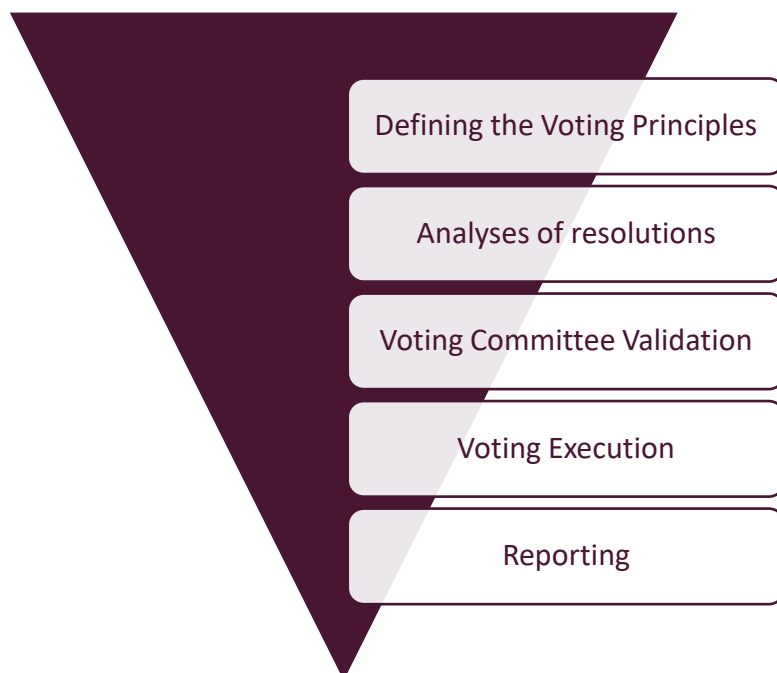 Defining the Voting Principles
Analyses of resolutions
Voting Committee Validation
Voting Execution
Reporting